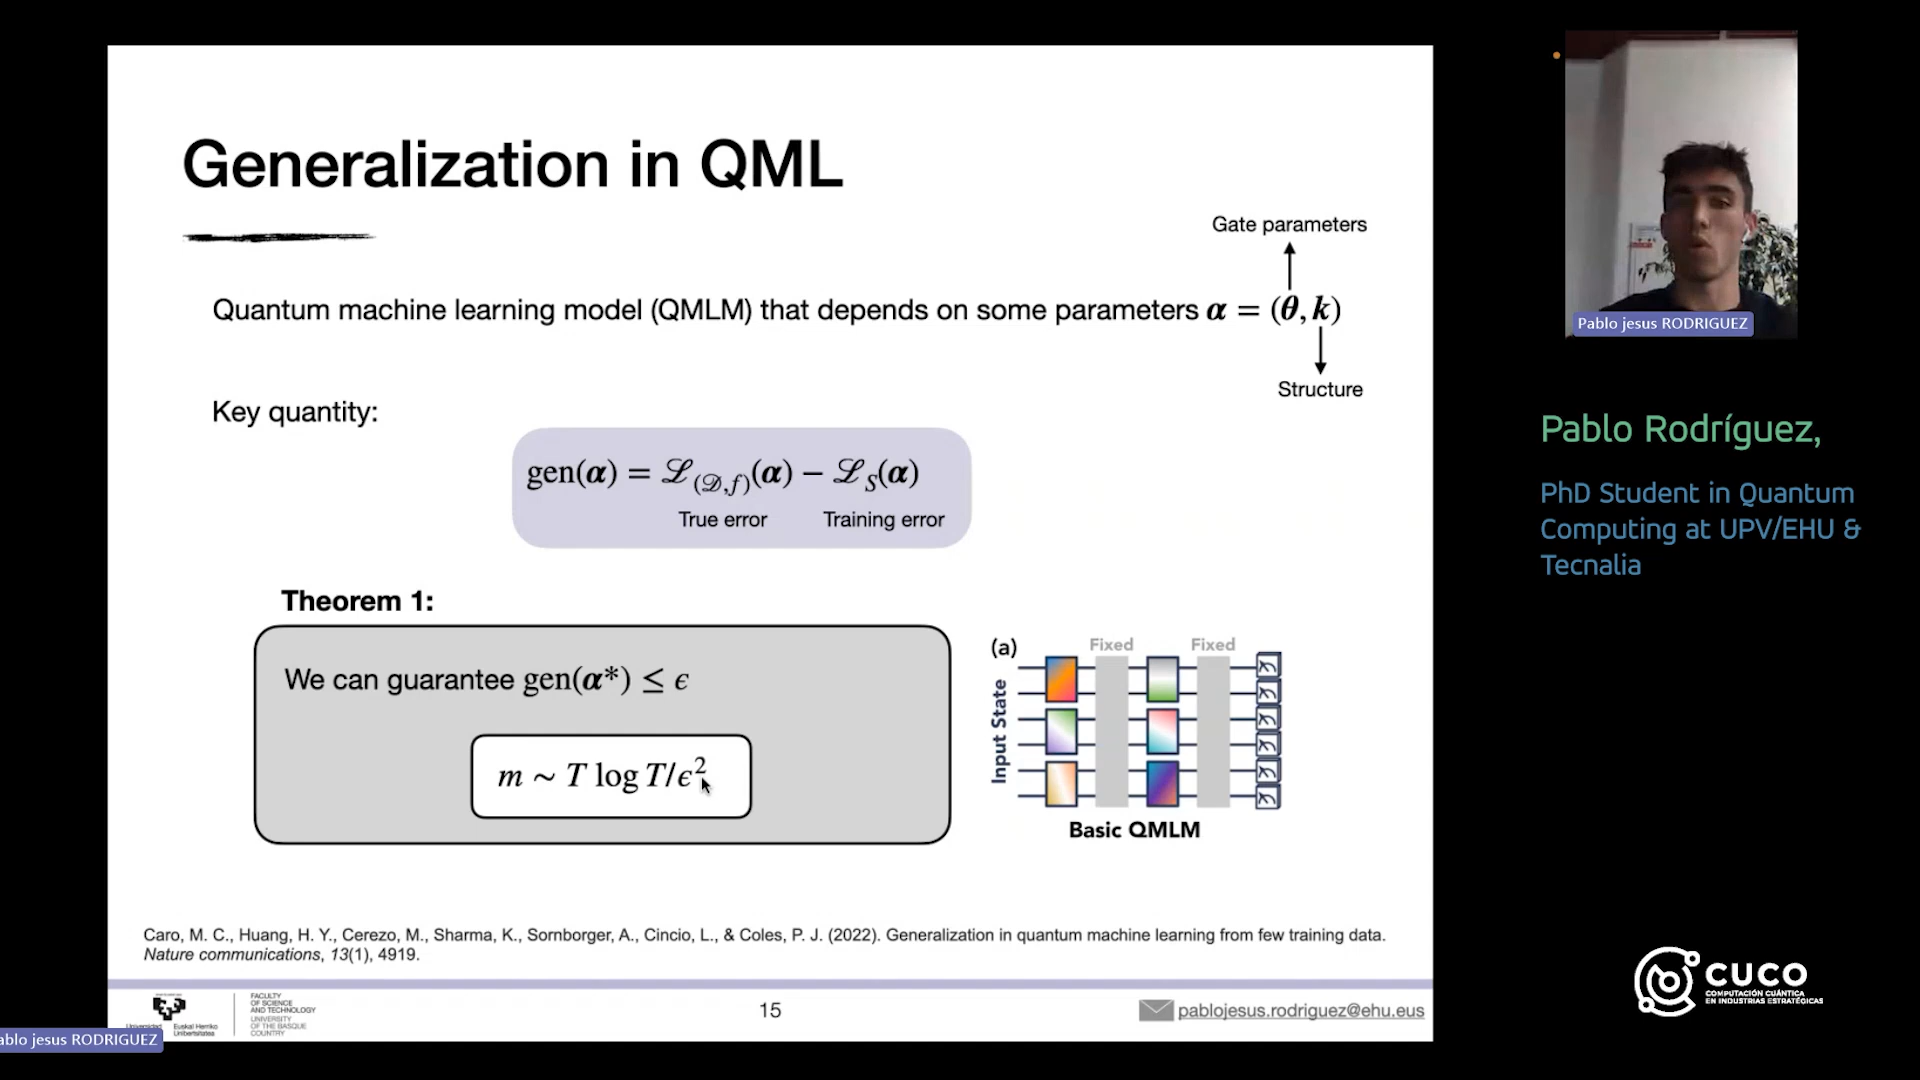 Generalization in QML
Gate parameters
Quantum machine learning model (QMLM) that depends on some parameters α = (θ, k)
Structure
Key quantity:
gen(α) = ℒ(𝒟,f)(α) − ℒS(α)
True error Training error
Theorem 1:
We can guarantee gen(α*) ≤ ϵ
m ~ T log T/ϵ²
(a)
Fixed Fixed
Input State
Basic QMLM
Caro, M. C., Huang, H. Y., Cerezo, M., Sharma, K., Sornborger, A., Cincio, L., & Coles, P. J. (2022). Generalization in quantum machine learning from few training data.
Nature communications, 13(1), 4919.
Universidad Euskal Herriko
Unibertsitatea
FACULTY
OF SCIENCE
AND TECHNOLOGY
UNIVERSITY
OF THE BASQUE
COUNTRY
15
pablojesus.rodriguez@ehu.eus
ablo jesus RODRIGUEZ
Pablo jesus RODRIGUEZ
Pablo Rodríguez,
PhD Student in Quantum
Computing at UPV/EHU &
Tecnalia
CUCO
COMPUTACIÓN CUÁNTICA
EN INDUSTRIAS ESTRATÉGICAS